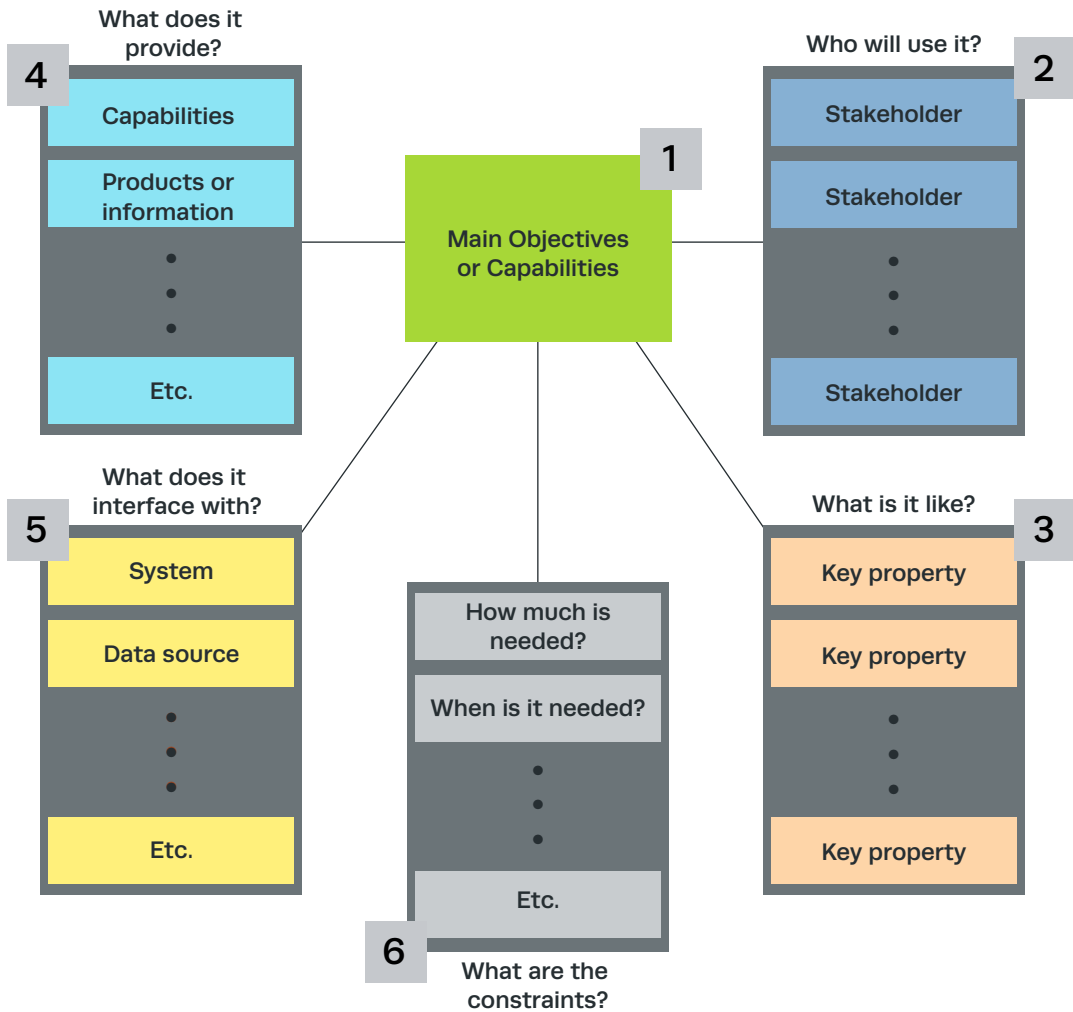 What does it
provide?
4
Capabilities
Products or
information
Etc.
Who will use it?
2
Stakeholder
Stakeholder
Stakeholder
1
Main Objectives
or Capabilities
What does it
interface with?
5
System
Data source
Etc.
What is it like?
3
Key property
Key property
Key property
How much is
needed?
When is it needed?
Etc.
6
What are the
constraints?